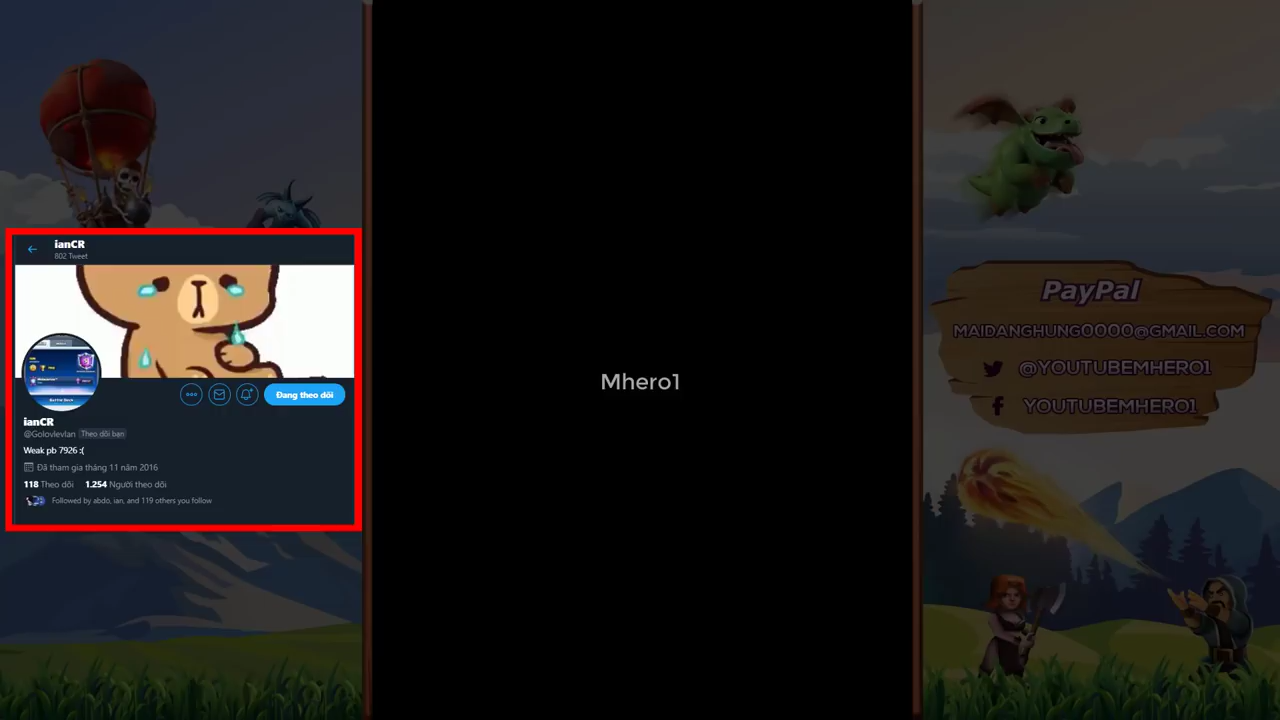 ianCR
802 Tweet
Đang theo dõi
ianCR
@GolovIevIan Theo dõi bạn
Weak pb 7926 :(
Đã tham gia tháng 11 năm 2016
118 Theo dõi 1.254 Người theo dõi
Followed by abdo, ian, and 119 others you follow
Mhero1
PayPal
MAIDANGHUNG0000@GMAIL.COM
@YOUTUBEMHERO1
YOUTUBEMHERO1